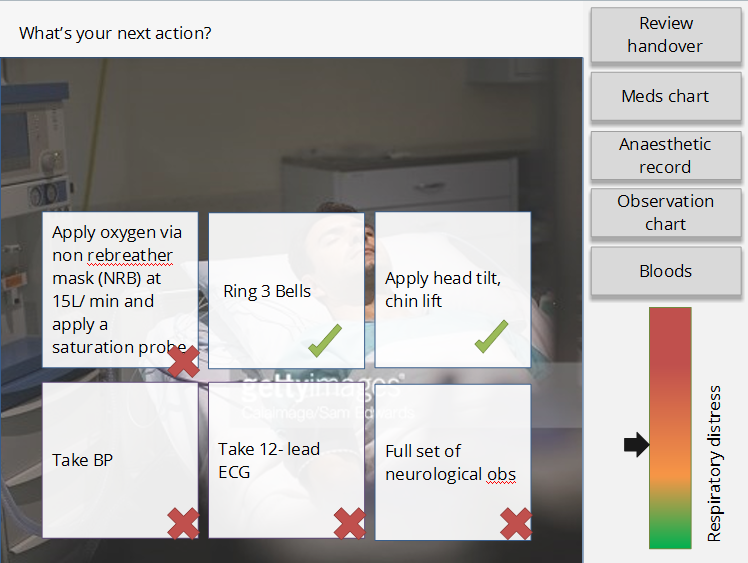 What's your next action?
Review
handover
Meds chart
Anaesthetic
record
Observation
chart
Bloods
Apply oxygen via
non rebreather
mask (NRB) at
15L/ min and
apply a
saturation probe
Ring 3 Bells
Apply head tilt,
chin lift
gettyimages®
Caiaimage/Sam Edwards
Take BP
Take 12- lead
ECG
Full set of
neurological obs
Respiratory distress